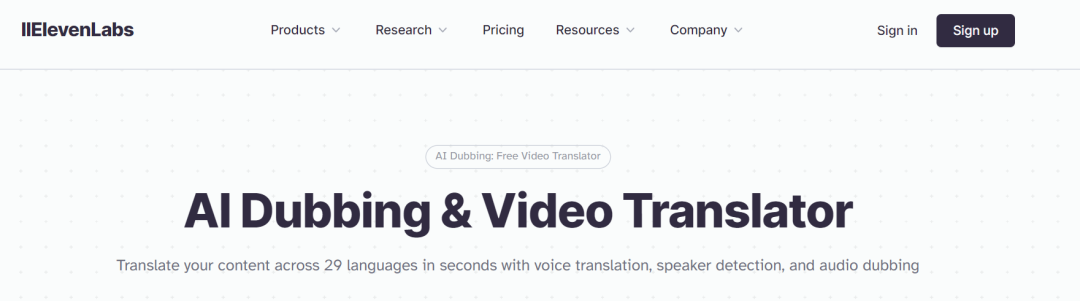 IIElevenLabs
Products Research Pricing Resources Company
Sign in Sign up
AI Dubbing: Free Video Translator
AI Dubbing & Video Translator
Translate your content across 29 languages in seconds with voice translation, speaker detection, and audio dubbing